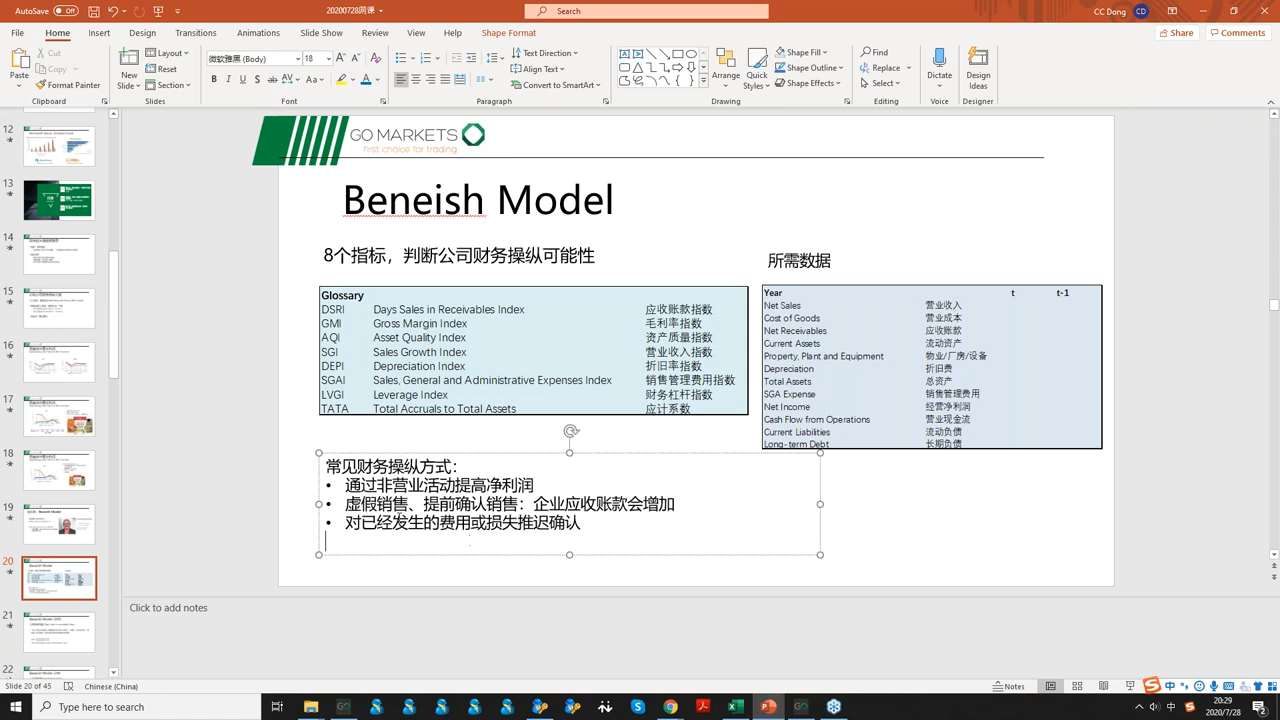 AutoSave Off
20200728网课
Search
CC
File Home Insert Design Transitions Animations Slide Show Review View Help Shape Format
Share Comments
Paste
Cut
Copy
Format Painter
Clipboard
New Slide
Layout
Reset
Section
Slides
微软雅黑 (Body) 18
Font
Text Direction
Align Text
Convert to SmartArt
Paragraph
Arrange
Quick Styles
Shape Fill
Shape Outline
Shape Effects
Drawing
Find
Replace
Select
Editing
Dictate
Voice
Design Ideas
Designer
12
13
14
15
16
17
18
19
20
21
22
GO MARKETS
first choice for trading
Beneish Model
8个指标，判断公司财务操纵可能性
所需数据
Glossary
DSRI Days Sales in Receivables Index 应收账款指数
GMI Gross Margin Index 毛利率指数
AQI Asset Quality Index 资产质量指数
SGI Sales Growth Index 营业收入指数
DEPI Depreciation Index 折旧率指数
SGAI Sales, General and Administrative Expenses Index 销售管理费用指数
LVGI Leverage Index 财务杠杆指数
TATA Total Accruals to Total Assets 应计系数
Year t t-1
Net Sales 营业收入
Cost of Goods 营业成本
Net Receivables 应收账款
Current Assets 流动资产
Property, Plant and Equipment 物业/厂房/设备
Depreciation 折旧费
Total Assets 总资产
SGA Expense 销售管理费用
Net Income 经营净利润
Cash Flow from Operations 营业现金流
Current Liabilities 流动负债
Long-term Debt 长期负债
常见财务操纵方式：
• 通过非营业活动提高净利润
• 虚假销售、提前确认销售：企业应收账款会增加
• 对已经发生的费用或损失推迟确认
Click to add notes
Slide 20 of 45 Chinese (China) Notes
Type here to search
20:29
2020/7/28